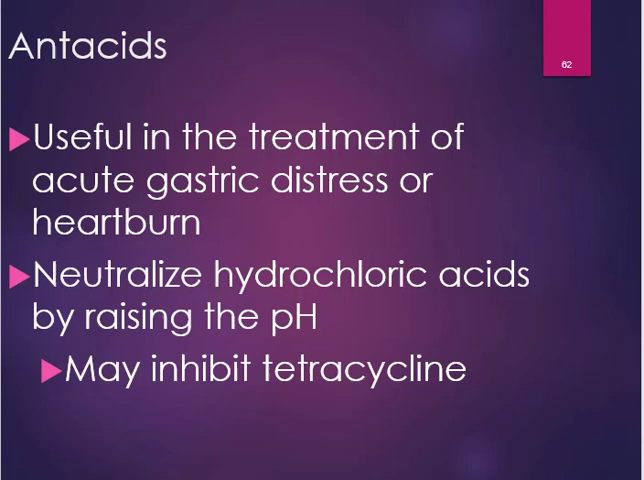 Antacids
62
Useful in the treatment of
acute gastric distress or
heartburn
Neutralize hydrochloric acids
by raising the pH
May inhibit tetracycline